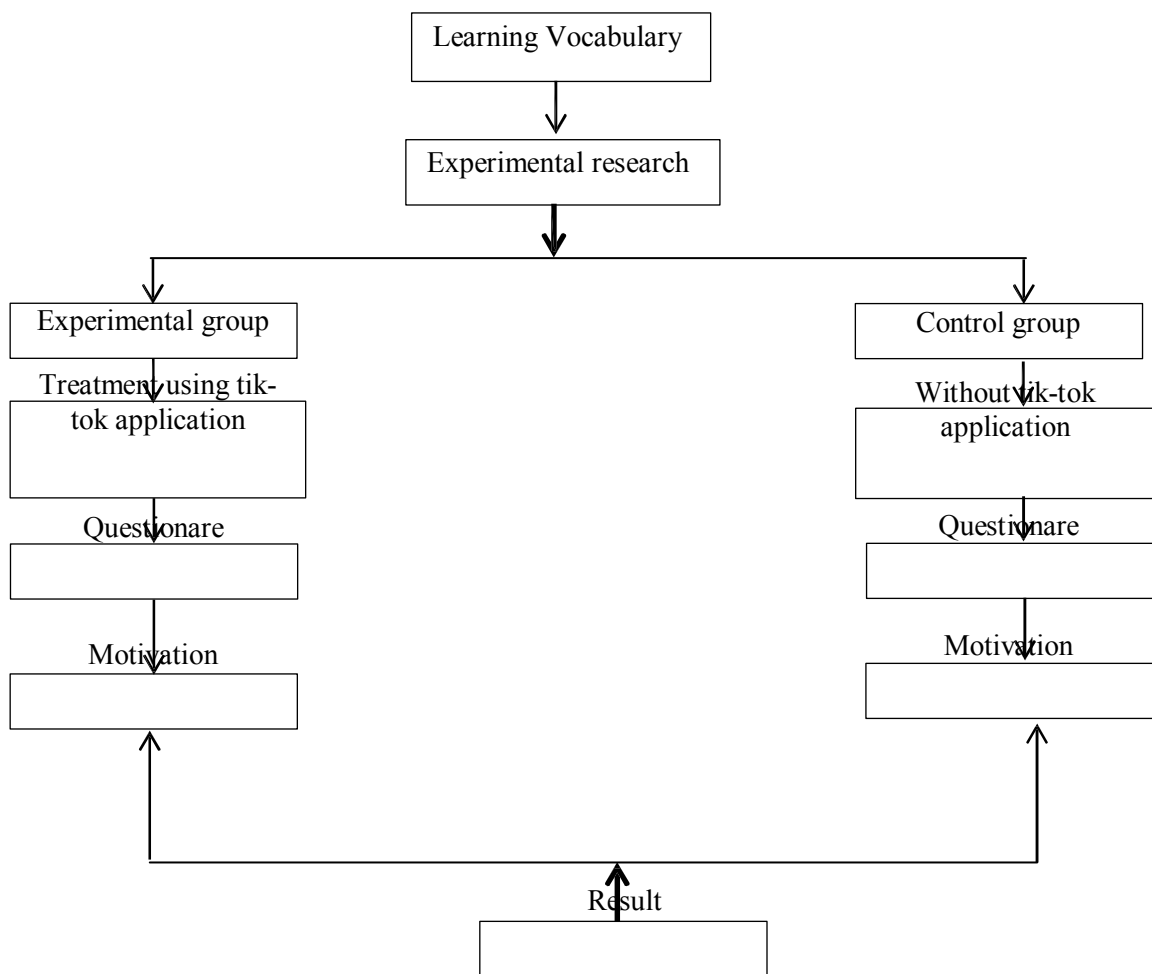 Learning Vocabulary
Experimental research
Experimental group
Control group
Treatment using tik-
tok application
Without tik-tok
application
Questionare
Questionare
Motivation
Motivation
Result